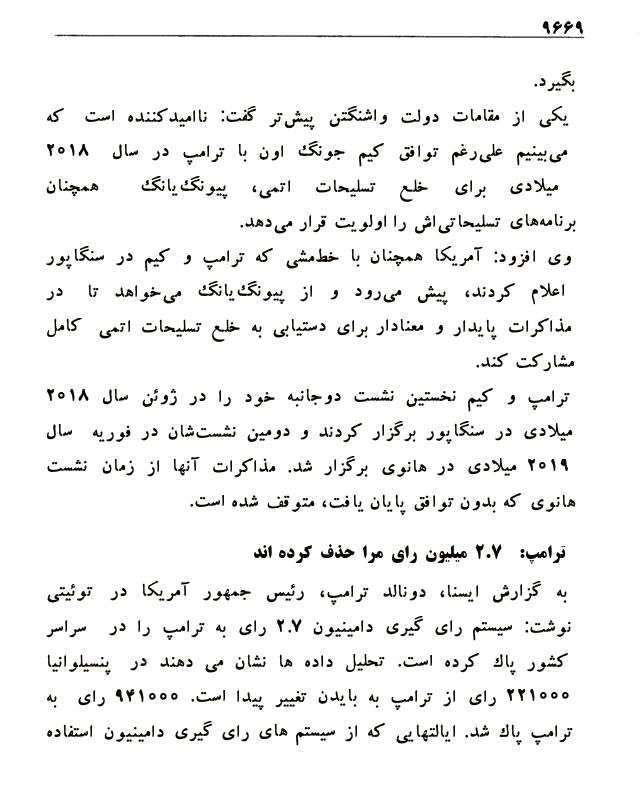 ۹۶۶۹
بگیرد.
یکی از مقامات دولت واشنگتن پیش‌تر گفت: ناامیدکننده است که
می‌بینیم علی‌رغم توافق کیم جونگ اون با ترامپ در سال ۲۰۱۸
میلادی برای خلع تسلیحات اتمی، پیونگ‌یانگ همچنان
برنامه‌های تسلیحاتی‌اش را اولویت قرار می‌دهد.
وی افزود: آمریکا همچنان با خط‌مشی که ترامپ و کیم در سنگاپور
اعلام کردند، پیش می‌رود و از پیونگ‌یانگ می‌خواهد تا در
مذاکرات پایدار و معنادار برای دستیابی به خلع تسلیحات اتمی کامل
مشارکت کند.
ترامپ و کیم نخستین نشست دوجانبه خود را در ژوئن سال ۲۰۱۸
میلادی در سنگاپور برگزار کردند و دومین نشست‌شان در فوریه سال
۲۰۱۹ میلادی در هانوی برگزار شد. مذاکرات آنها از زمان نشست
هانوی که بدون توافق پایان یافت، متوقف شده است.
ترامپ: ۲.۷ میلیون رای مرا حذف کرده اند
به گزارش ایسنا، دونالد ترامپ، رئیس جمهور آمریکا در توئیتی
نوشت: سیستم رای گیری دامینیون ۲.۷ رای به ترامپ را در سراسر
کشور پاک کرده است. تحلیل داده ها نشان می دهند در پنسیلوانیا
۲۲۱۰۰۰ رای از ترامپ به بایدن تغییر پیدا است. ۹۴۱۰۰۰ رای به
ترامپ پاک شد. ایالتهایی که از سیستم های رای گیری دامینیون استفاده